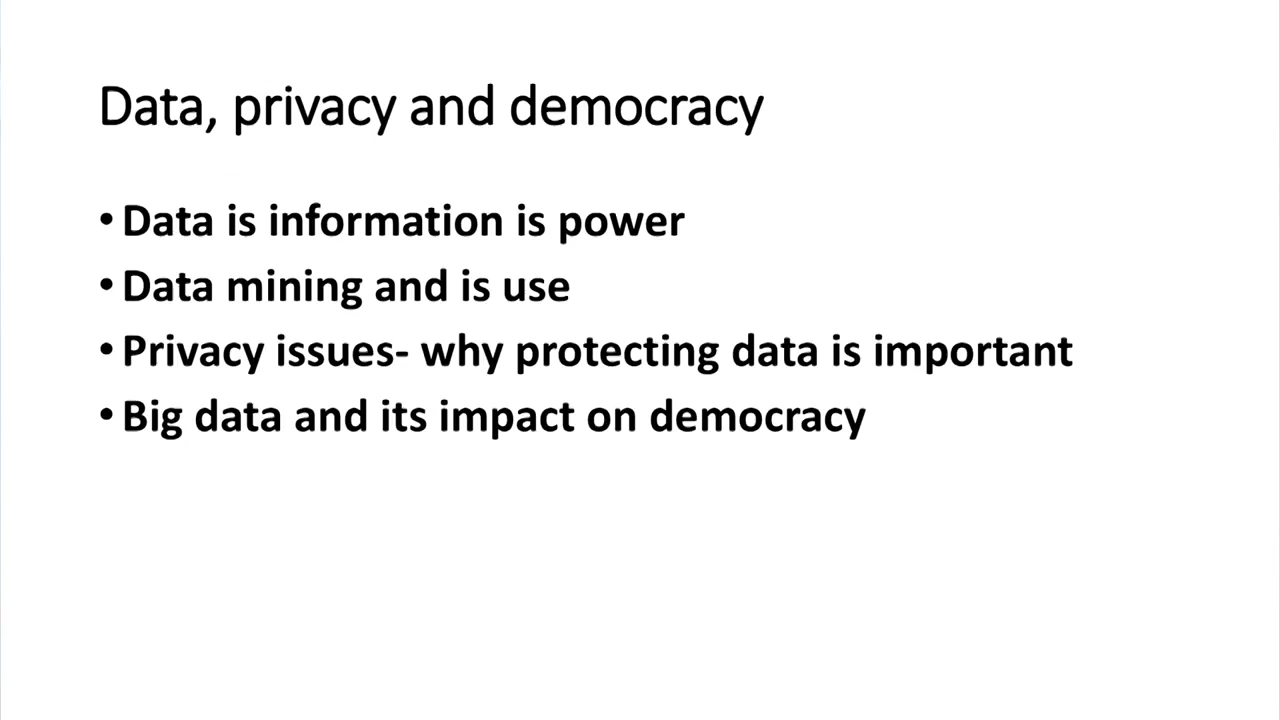 Data, privacy and democracy
• Data is information is power
• Data mining and is use
• Privacy issues- why protecting data is important
• Big data and its impact on democracy